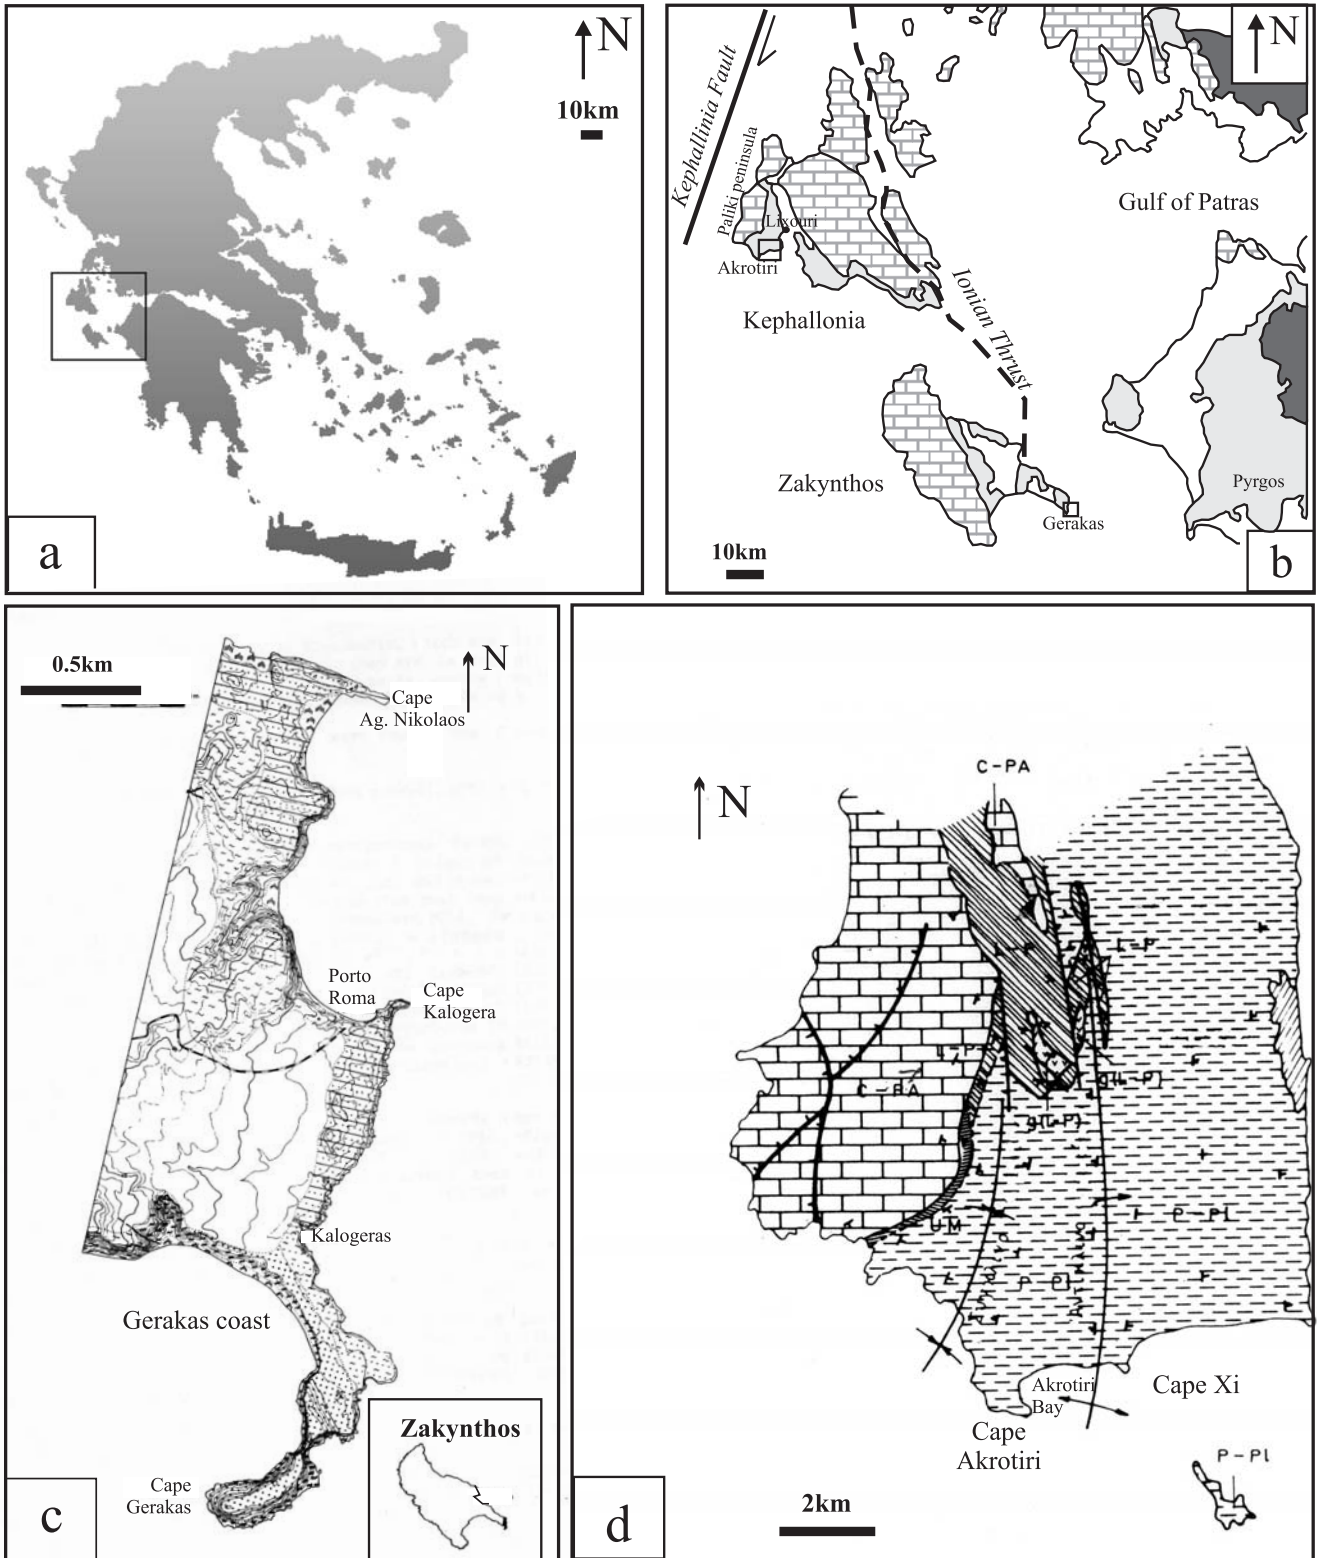 N
10km
a
N
Kephallinia Fault
Paliki peninsula
Lixouri
Akrotiri
Kephallonia
Ionian Thrust
Gulf of Patras
Zakynthos
Gerakas
Pyrgos
10km
b
0.5km
N
Cape
Ag. Nikolaos
Porto
Roma
Cape
Kalogera
Kalogeras
Gerakas coast
Cape
Gerakas
Zakynthos
c
N
C-PA
L-P
L-P
L-P
C-PA
g(L-P)
g(L-P)
UM
P-Pl
P-Pl
Akrotiri
Bay
Cape Xi
Cape
Akrotiri
P-Pl
2km
d